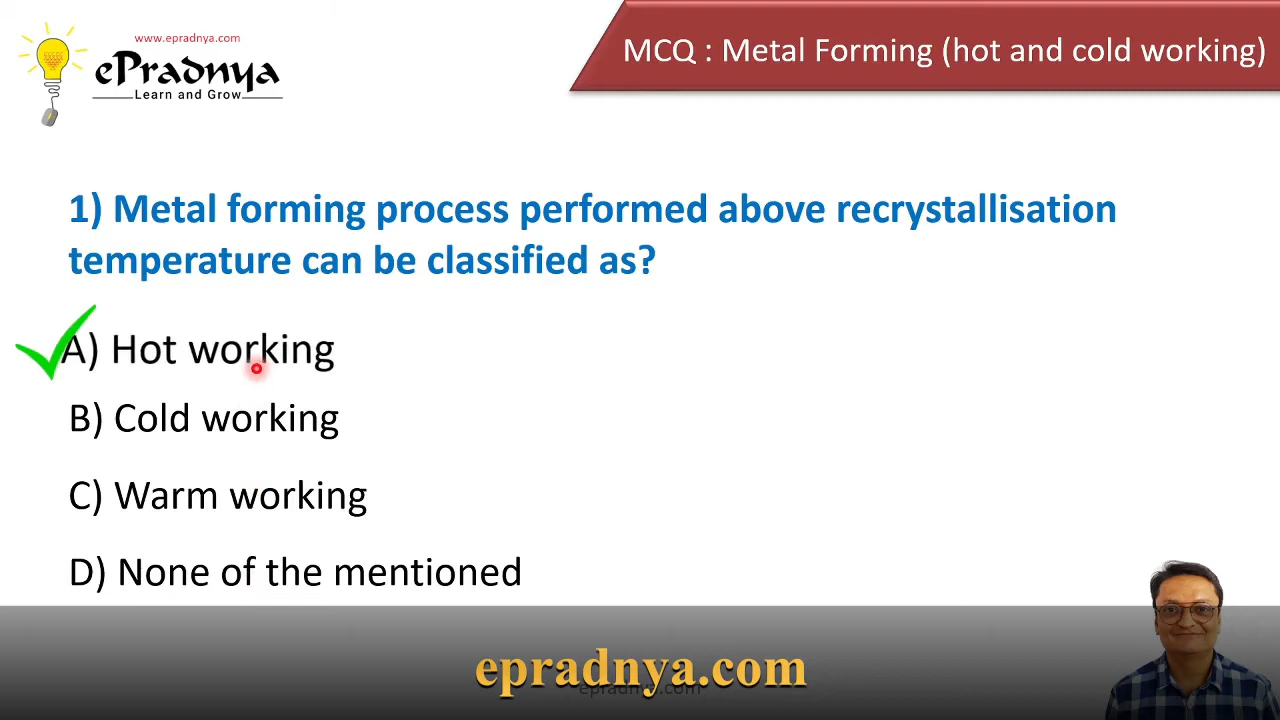 www.epradnya.com
ePradnya
Learn and Grow
MCQ : Metal Forming (hot and cold working)
1) Metal forming process performed above recrystallisation
temperature can be classified as?
A) Hot working
B) Cold working
C) Warm working
D) None of the mentioned
epradnya.com
epradnya.com